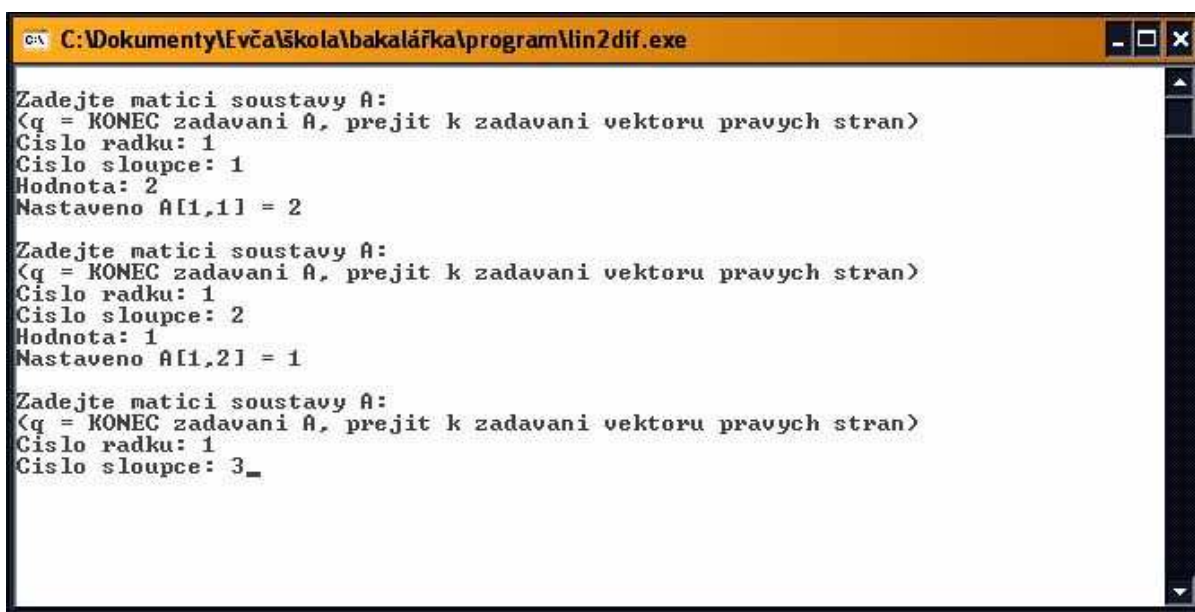 C:\Dokumenty\Evča\škola\bakalářka\program\lin2dif.exe
Zadejte matici soustavy A:
(q = KONEC zadavani A, prejit k zadavani vektoru pravych stran)
Cislo radku: 1
Cislo sloupce: 1
Hodnota: 2
Nastaveno A[1,1] = 2
Zadejte matici soustavy A:
(q = KONEC zadavani A, prejit k zadavani vektoru pravych stran)
Cislo radku: 1
Cislo sloupce: 2
Hodnota: 1
Nastaveno A[1,2] = 1
Zadejte matici soustavy A:
(q = KONEC zadavani A, prejit k zadavani vektoru pravych stran)
Cislo radku: 1
Cislo sloupce: 3_